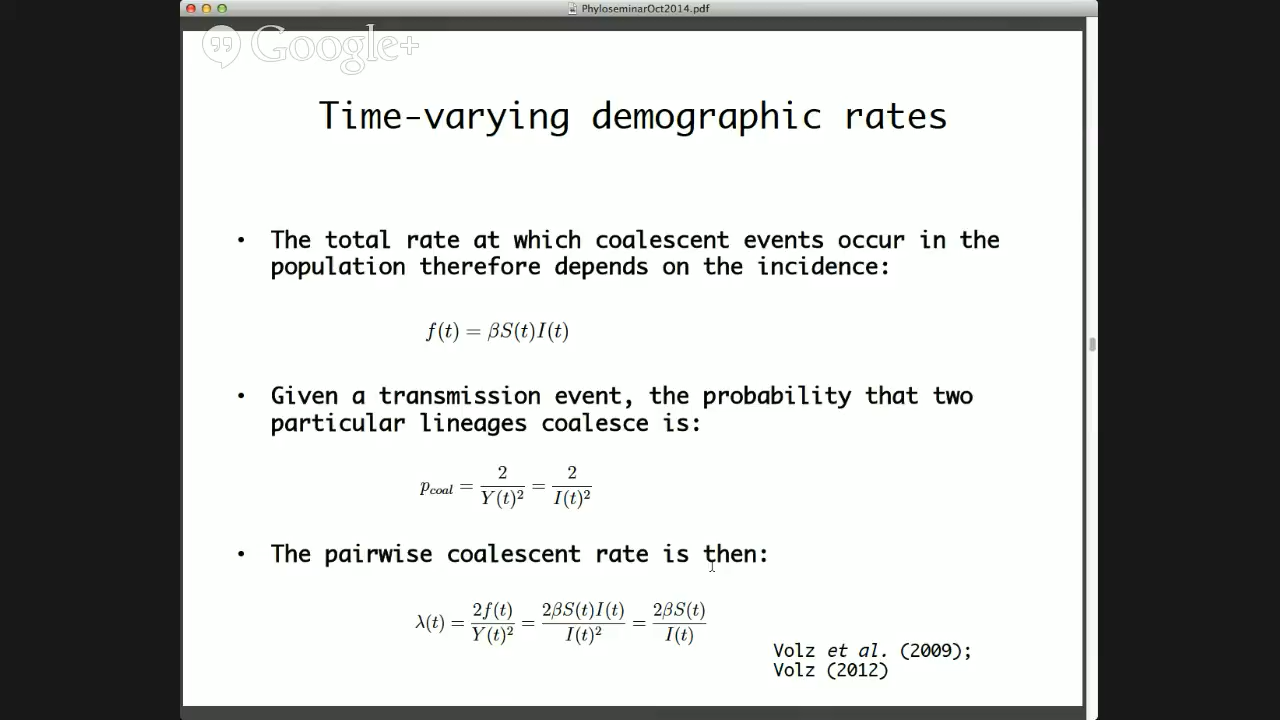 PhyloseminarOct2014.pdf
Google+
Time-varying demographic rates
• The total rate at which coalescent events occur in the
population therefore depends on the incidence:
f(t) = βS(t)I(t)
• Given a transmission event, the probability that two
particular lineages coalesce is:
p_coal = 2/Y(t)² = 2/I(t)²
• The pairwise coalescent rate is then:
λ(t) = 2f(t)/Y(t)² = 2βS(t)I(t)/I(t)² = 2βS(t)/I(t)
Volz et al. (2009);
Volz (2012)